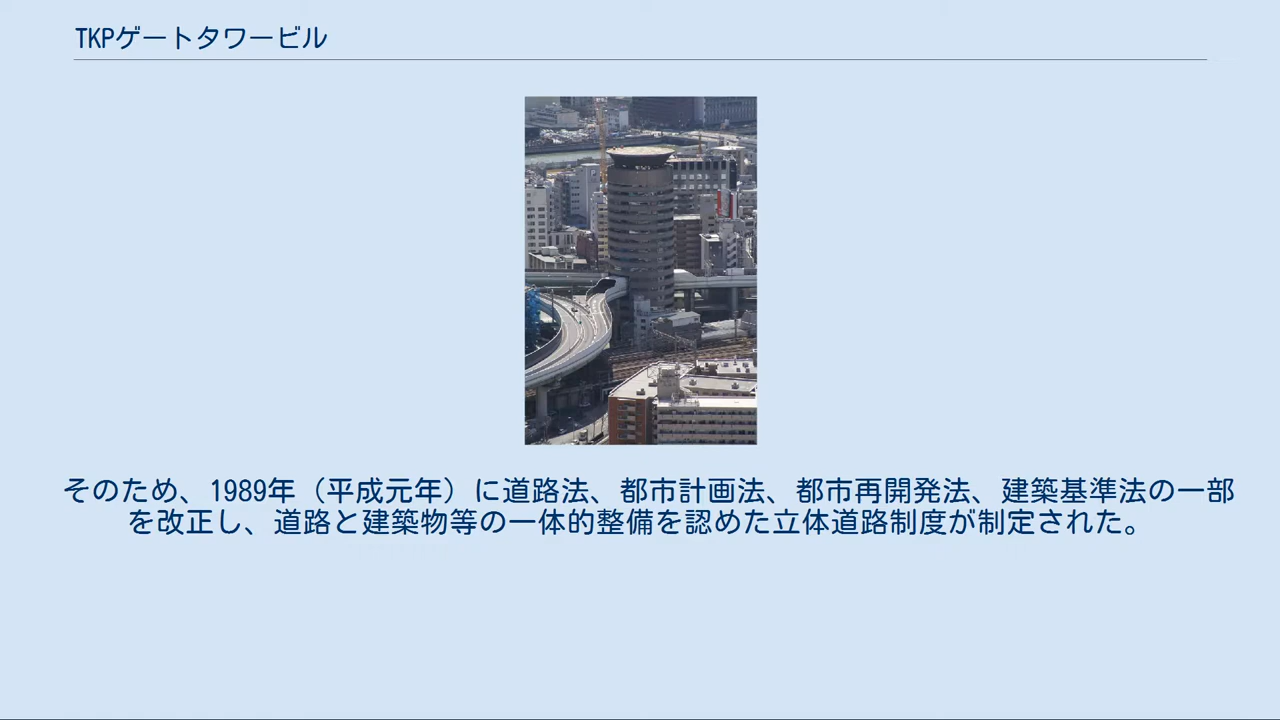 TKPゲートタワービル
そのため、1989年（平成元年）に道路法、都市計画法、都市再開発法、建築基準法の一部
を改正し、道路と建築物等の一体的整備を認めた立体道路制度が制定された。